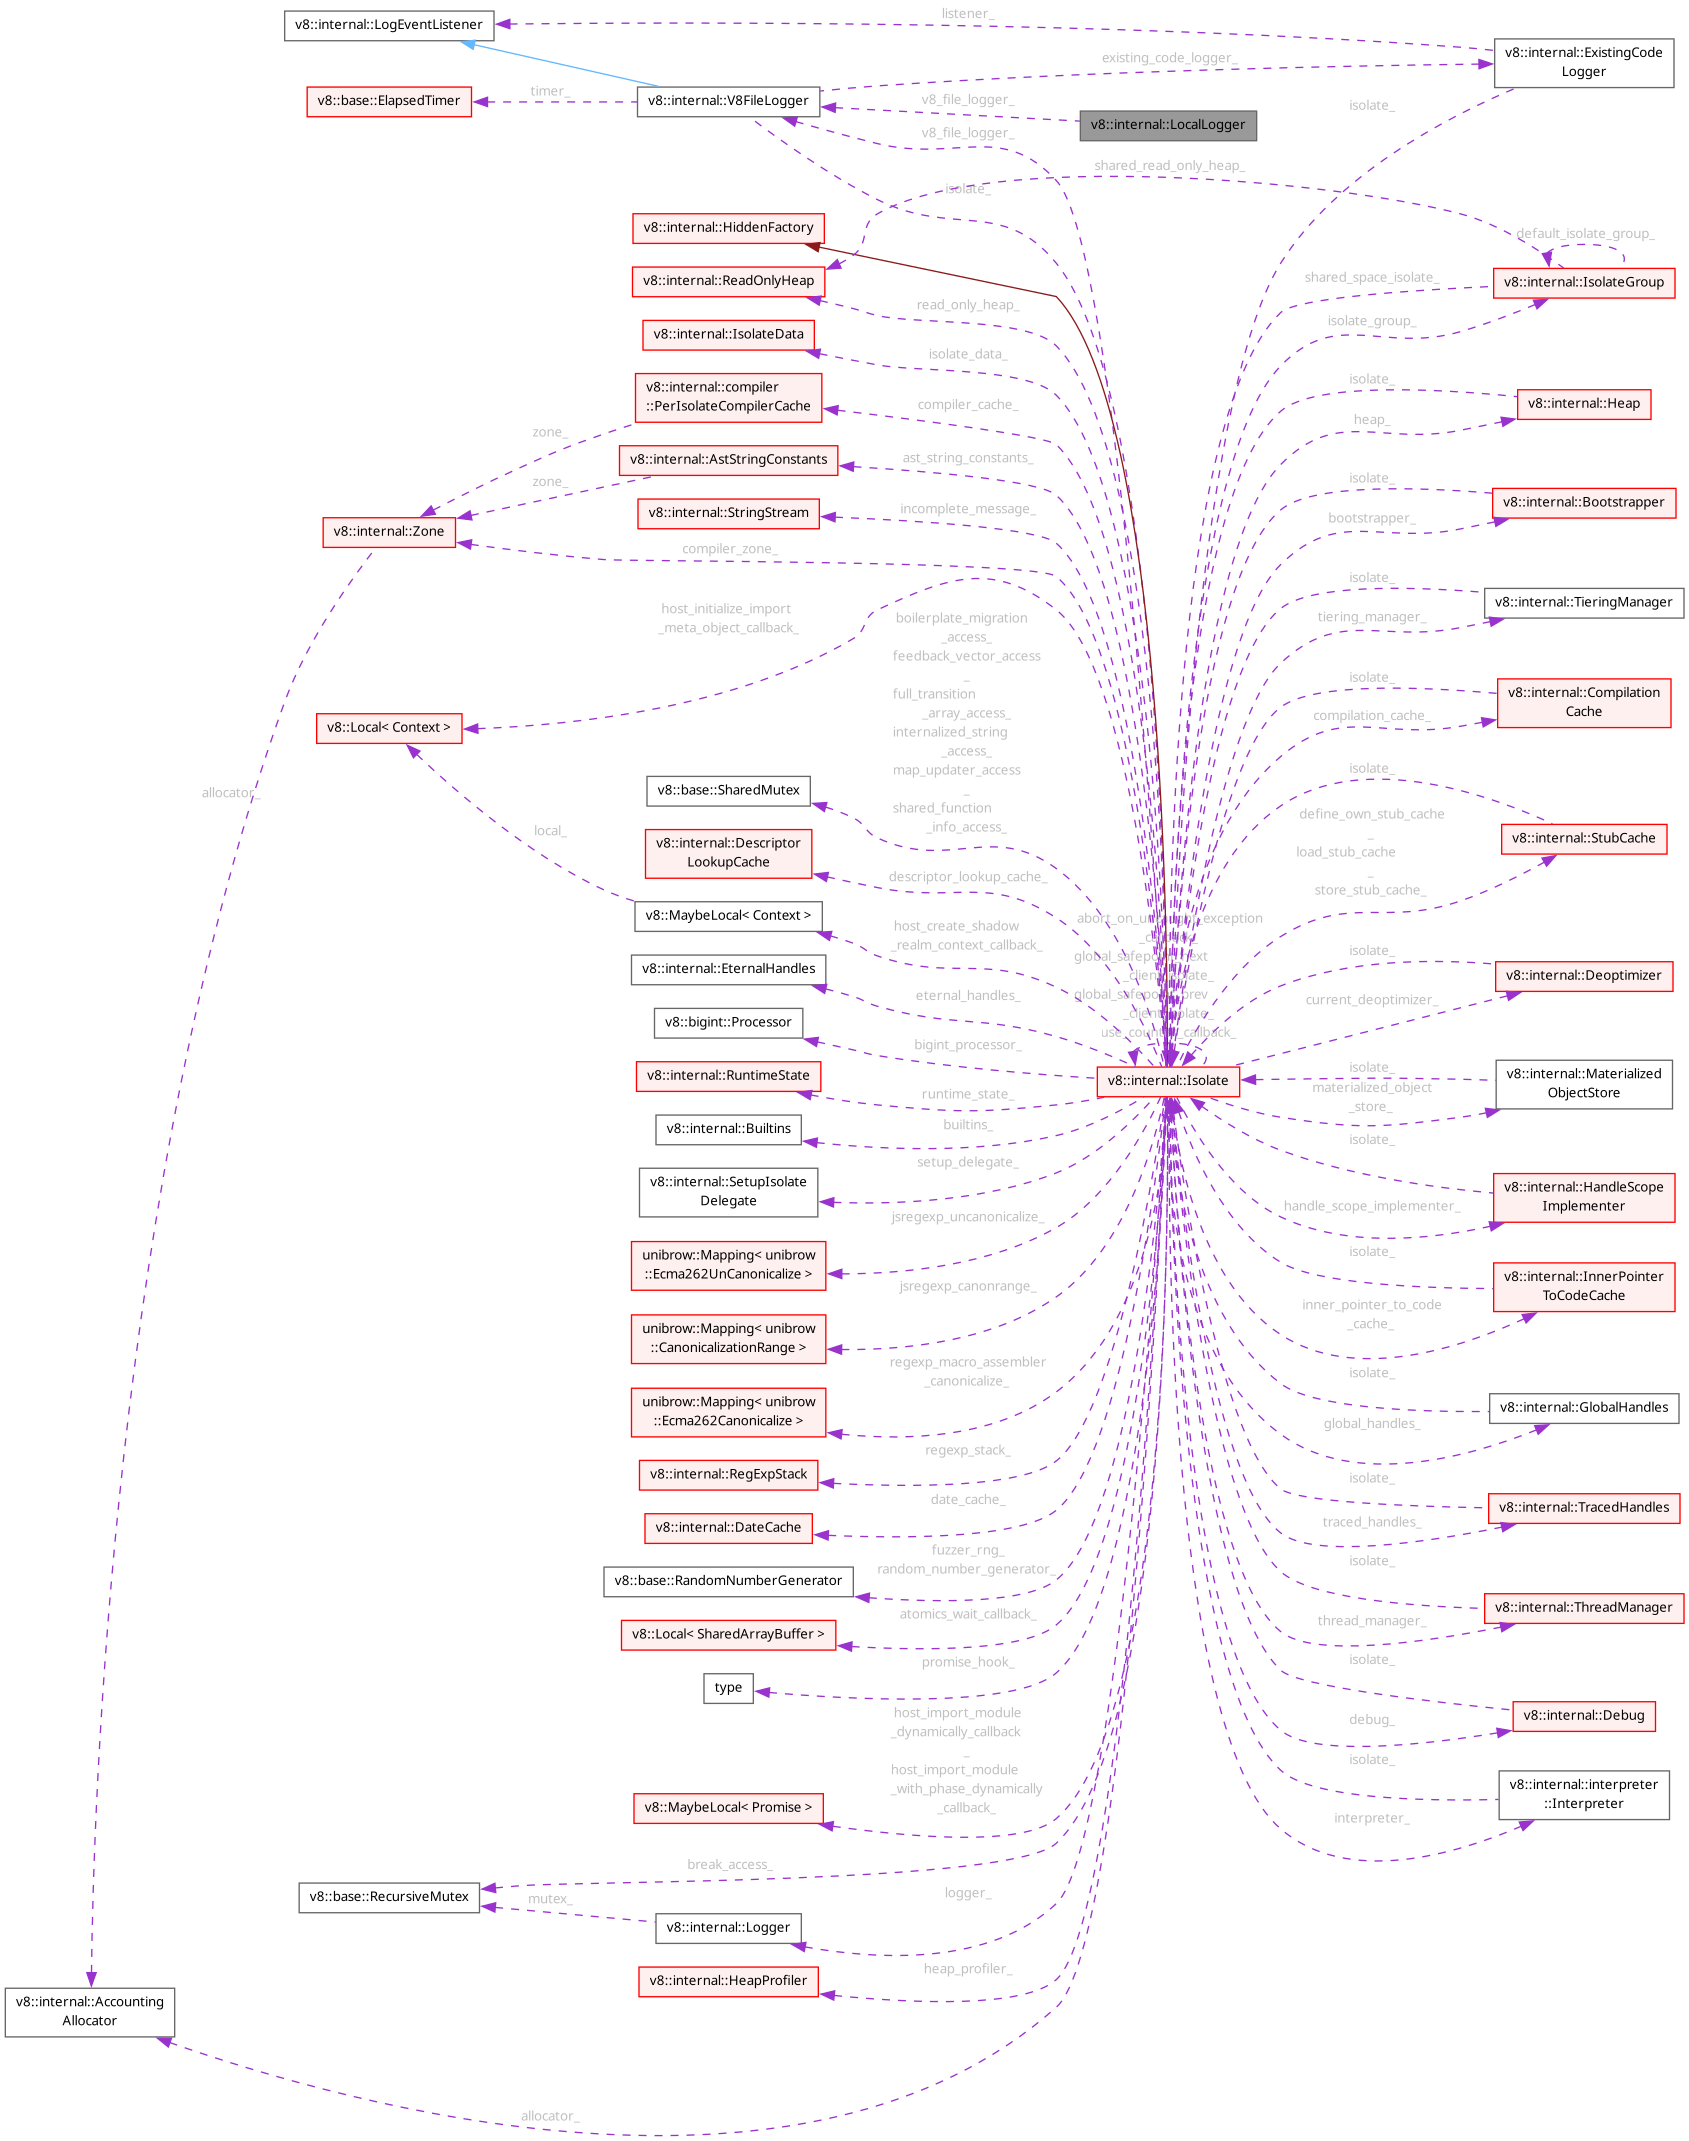 listener_
v8::internal::LogEventListener
v8::internal::ExistingCode
Logger
existing_code_logger_
timer_
v8::base::ElapsedTimer
v8::internal::V8FileLogger
v8_file_logger_
v8::internal::LocalLogger
isolate_
v8_file_logger_
shared_read_only_heap_
isolate_
v8::internal::HiddenFactory
default_isolate_group_
v8::internal::ReadOnlyHeap
shared_space_isolate_
v8::internal::IsolateGroup
read_only_heap_
isolate_group_
v8::internal::IsolateData
isolate_data_
v8::internal::compiler
::PerIsolateCompilerCache
compiler_cache_
isolate_
v8::internal::Heap
heap_
zone_
v8::internal::AstStringConstants
ast_string_constants_
zone_
isolate_
v8::internal::Bootstrapper
v8::internal::StringStream
incomplete_message_
bootstrapper_
v8::internal::Zone
compiler_zone_
isolate_
v8::internal::TieringManager
tiering_manager_
host_initialize_import
_meta_object_callback_
boilerplate_migration
_access_
feedback_vector_access
_
full_transition
_array_access_
internalized_string
_access_
map_updater_access
_
shared_function
_info_access_
isolate_
v8::internal::Compilation
Cache
compilation_cache_
v8::Local< Context >
allocator_
v8::base::SharedMutex
isolate_
local_
v8::internal::Descriptor
LookupCache
descriptor_lookup_cache_
define_own_stub_cache
_
load_stub_cache
_
store_stub_cache_
v8::internal::StubCache
v8::MaybeLocal< Context >
host_create_shadow
_realm_context_callback_
v8::internal::EternalHandles
eternal_handles_
global_safepoint_prev
isolate_
v8::internal::Deoptimizer
current_deoptimizer_
v8::bigint::Processor
bigint_processor_
v8::internal::RuntimeState
runtime_state_
v8::internal::Isolate
isolate_
v8::internal::Materialized
ObjectStore
materialized_object
_store_
v8::internal::Builtins
builtins_
isolate_
v8::internal::SetupIsolate
Delegate
setup_delegate_
v8::internal::HandleScope
Implementer
handle_scope_implementer_
unibrow::Mapping< unibrow
::Ecma262UnCanonicalize >
jsregexp_uncanonicalize_
isolate_
v8::internal::InnerPointer
ToCodeCache
inner_pointer_to_code
_cache_
unibrow::Mapping< unibrow
::CanonicalizationRange >
jsregexp_canonrange_
isolate_
v8::internal::GlobalHandles
global_handles_
unibrow::Mapping< unibrow
::Ecma262Canonicalize >
regexp_macro_assembler
_canonicalize_
v8::internal::RegExpStack
regexp_stack_
isolate_
v8::internal::TracedHandles
traced_handles_
v8::internal::DateCache
date_cache_
v8::base::RandomNumberGenerator
fuzzer_rng_
random_number_generator_
isolate_
v8::internal::ThreadManager
thread_manager_
v8::Local< SharedArrayBuffer >
atomics_wait_callback_
type
promise_hook_
isolate_
v8::internal::Debug
debug_
host_import_module
_dynamically_callback
_
host_import_module
_with_phase_dynamically
_callback_
v8::MaybeLocal< Promise >
isolate_
v8::internal::interpreter
::Interpreter
interpreter_
break_access_
v8::base::RecursiveMutex
mutex_
v8::internal::Logger
logger_
v8::internal::HeapProfiler
heap_profiler_
v8::internal::Accounting
Allocator
allocator_